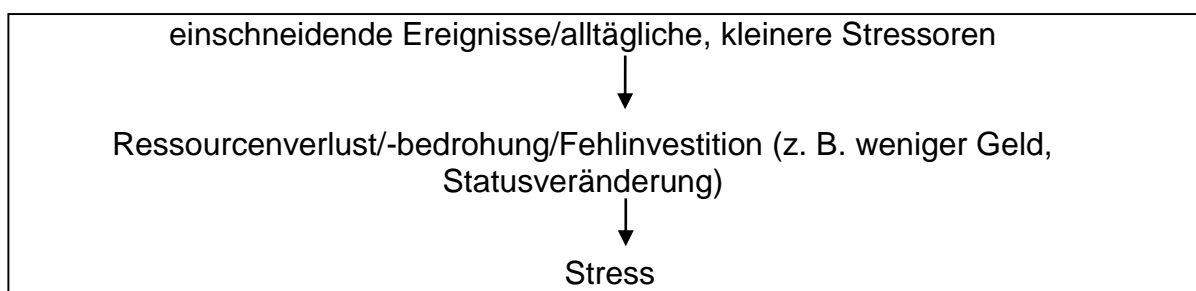 einschneidende Ereignisse/alltägliche, kleinere Stressoren
Ressourcenverlust/-bedrohung/Fehlinvestition (z. B. weniger Geld,
Statusveränderung)
Stress